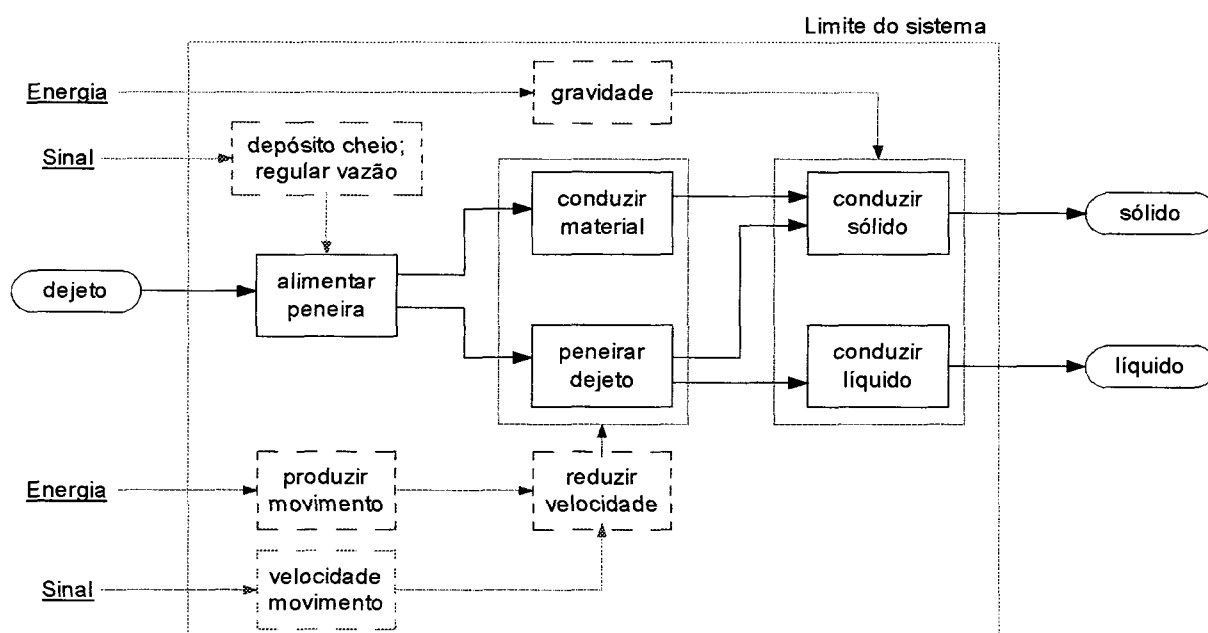 Limite do sistema
Energia
gravidade
Sinal
depósito cheio;
regular vazão
conduzir
material
conduzir
sólido
sólido
dejeto
alimentar
peneira
peneirar
dejeto
conduzir
líquido
líquido
Energia
produzir
movimento
reduzir
velocidade
Sinal
velocidade
movimento